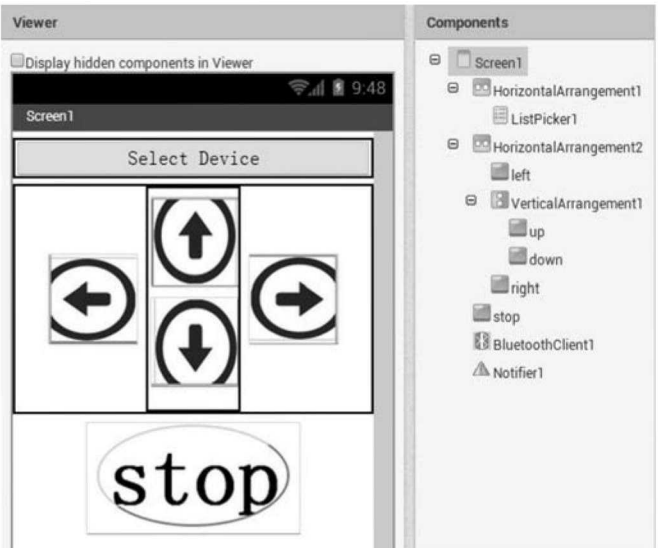 Viewer
Display hidden components in Viewer
9:48
Screen1
Select Device
stop
Components
Screen1
HorizontalArrangement1
ListPicker1
HorizontalArrangement2
left
VerticalArrangement1
up
down
right
stop
BluetoothClient1
Notifier1